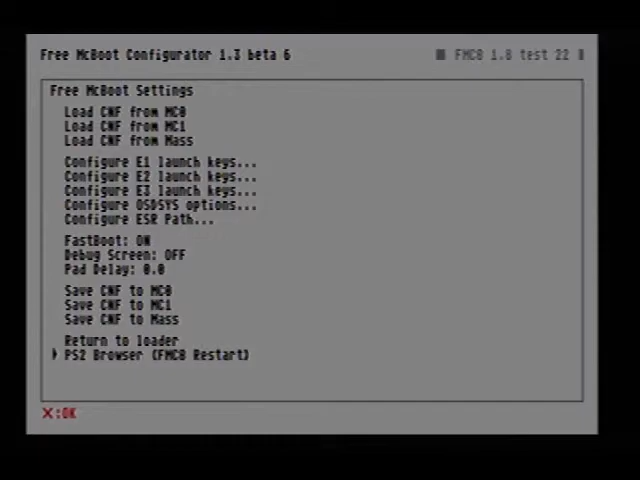 Free McBoot Configurator 1.3 beta 6
FMCB 1.8 test 22
Free McBoot Settings
Load CNF from MC0
Load CNF from MC1
Load CNF from Mass
Configure E1 launch keys...
Configure E2 launch keys...
Configure E3 launch keys...
Configure OSDSYS options...
Configure ESR Path...
FastBoot: ON
Debug Screen: OFF
Pad Delay: 0.0
Save CNF to MC0
Save CNF to MC1
Save CNF to Mass
Return to loader
PS2 Browser (FMCB Restart)
X:OK